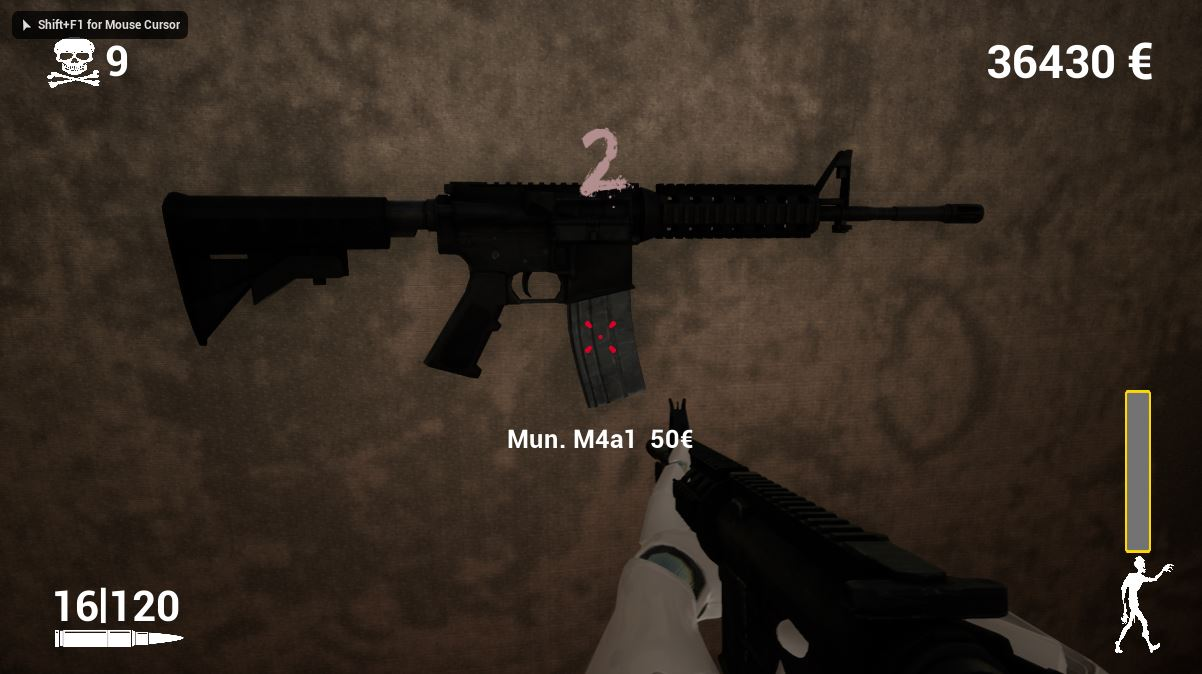 Shift+F1 for Mouse Cursor
9
36430 €
2
Mun. M4a1 50€
16|120